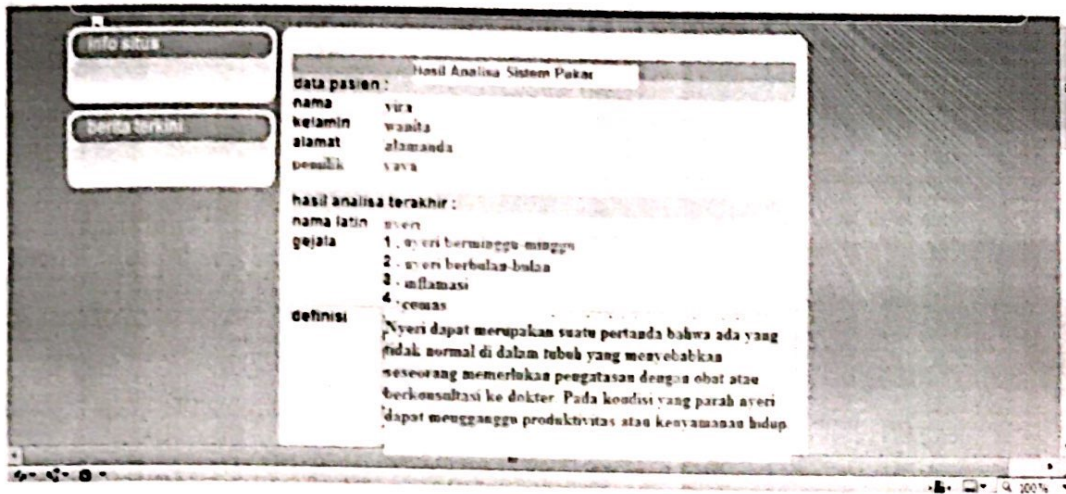 info situs
berita terkini
Hasil Analisa Sistem Pakar
data pasien :
nama vira
kelamin wanita
alamat alamanda
pemilik vava
hasil analisa terakhir :
nama latin nyeri
gejala 1 . nyeri berminggu-minggu
2 . nyeri berbulan-bulan
3 . inflamasi
4 . cemas
definisi Nyeri dapat merupakan suatu pertanda bahwa ada yang
tidak normal di dalam tubuh yang menyebabkan
seseorang memerlukan pengatasan dengan obat atau
berkonsultasi ke dokter. Pada kondisi yang parah nyeri
dapat mengganggu produktivitas atau kenyamanan hidup
100%